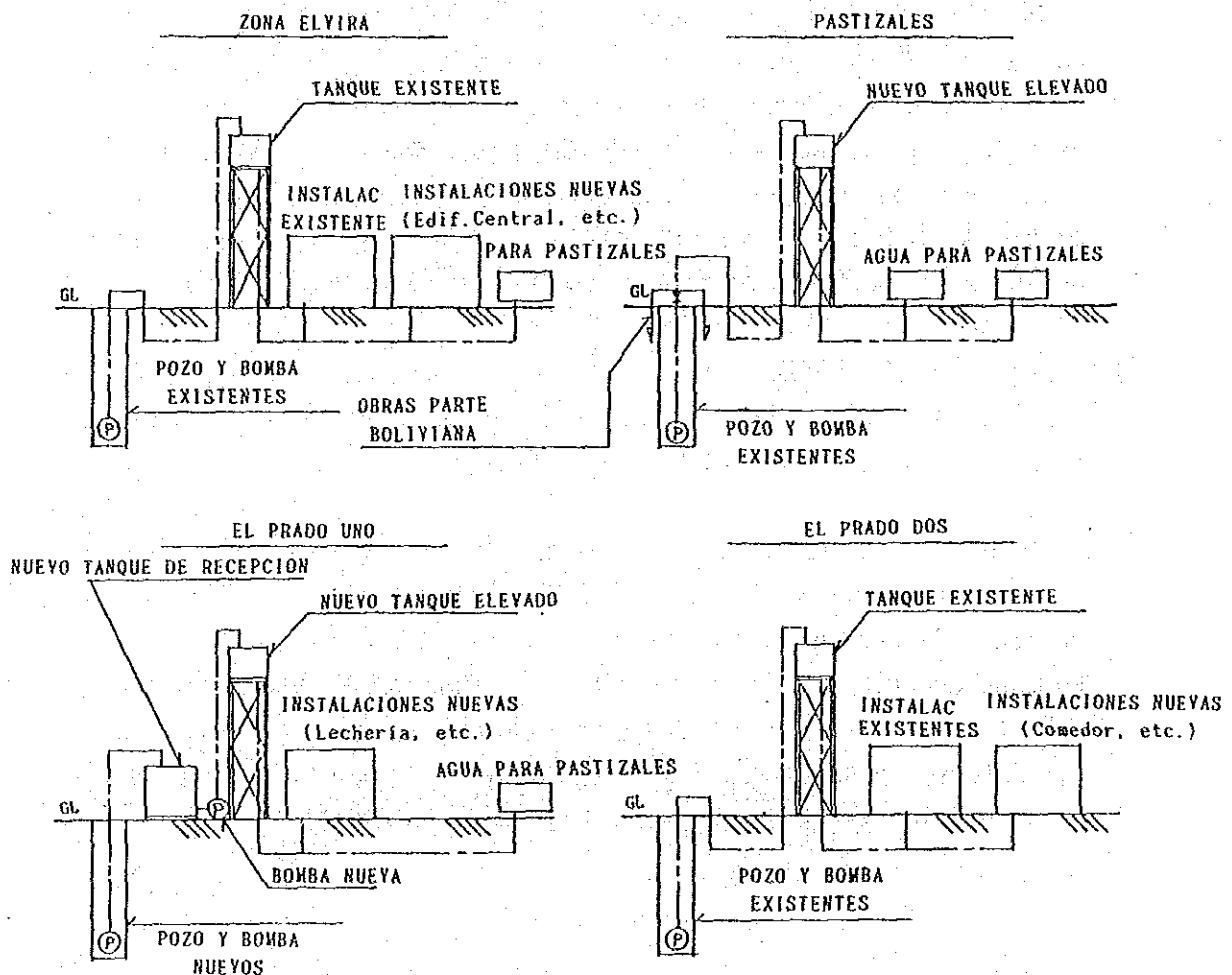 ZONA ELVIRA
TANQUE EXISTENTE
INSTALAC
EXISTENTE
INSTALACIONES NUEVAS
(Edif.Central, etc.)
PARA PASTIZALES
GL
POZO Y BOMBA
EXISTENTES
P
PASTIZALES
NUEVO TANQUE ELEVADO
AGUA PARA PASTIZALES
GL
OBRAS PARTE
BOLIVIANA
POZO Y BOMBA
EXISTENTES
P
EL PRADO UNO
NUEVO TANQUE DE RECEPCION
NUEVO TANQUE ELEVADO
INSTALACIONES NUEVAS
(Lechería, etc.)
AGUA PARA PASTIZALES
GL
P
BOMBA NUEVA
POZO Y BOMBA
NUEVOS
P
EL PRADO DOS
TANQUE EXISTENTE
INSTALAC
EXISTENTES
INSTALACIONES NUEVAS
(Comedor, etc.)
GL
POZO Y BOMBA
EXISTENTES
P